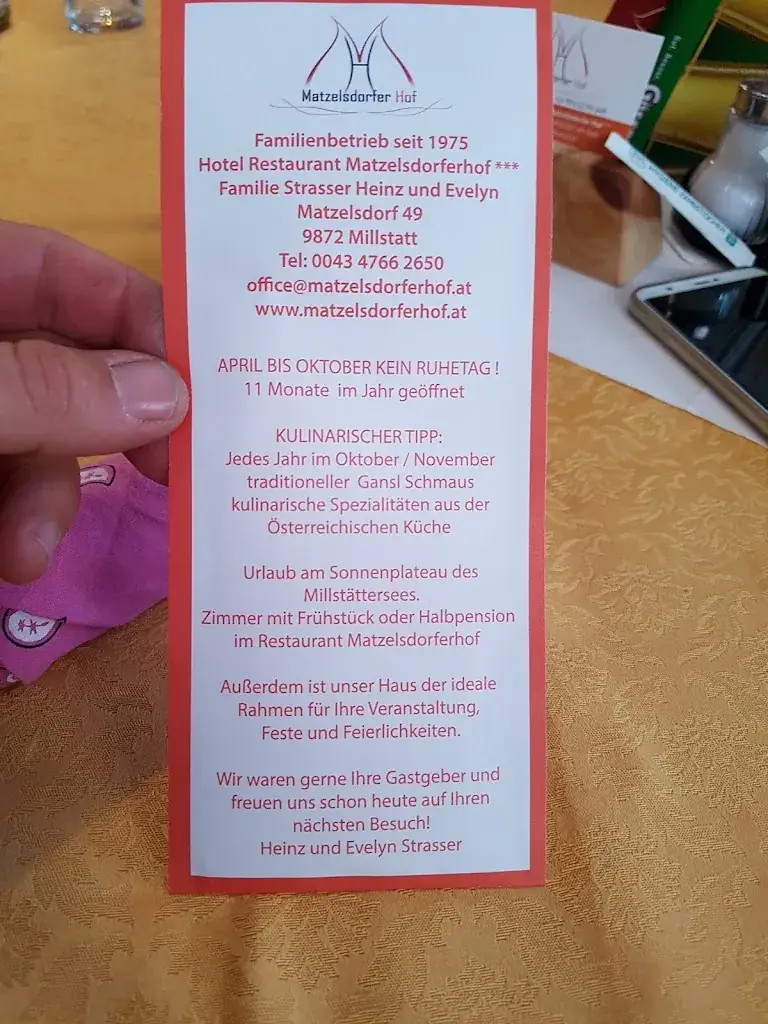 Matzelsdorfer Hof
Familienbetrieb seit 1975
Hotel Restaurant Matzelsdorferhof ***
Familie Strasser Heinz und Evelyn
Matzelsdorf 49
9872 Millstatt
Tel: 0043 4766 2650
office@matzelsdorferhof.at
www.matzelsdorferhof.at
APRIL BIS OKTOBER KEIN RUHETAG !
11 Monate im Jahr geöffnet
KULINARISCHER TIPP:
Jedes Jahr im Oktober / November
traditioneller Gansl Schmaus
kulinarische Spezialitäten aus der
Österreichischen Küche
Urlaub am Sonnenplateau des
Millstättersees.
Zimmer mit Frühstück oder Halbpension
im Restaurant Matzelsdorferhof
Außerdem ist unser Haus der ideale
Rahmen für Ihre Veranstaltung,
Feste und Feierlichkeiten.
Wir waren gerne Ihre Gastgeber und
freuen uns schon heute auf Ihren
nächsten Besuch!
Heinz und Evelyn Strasser